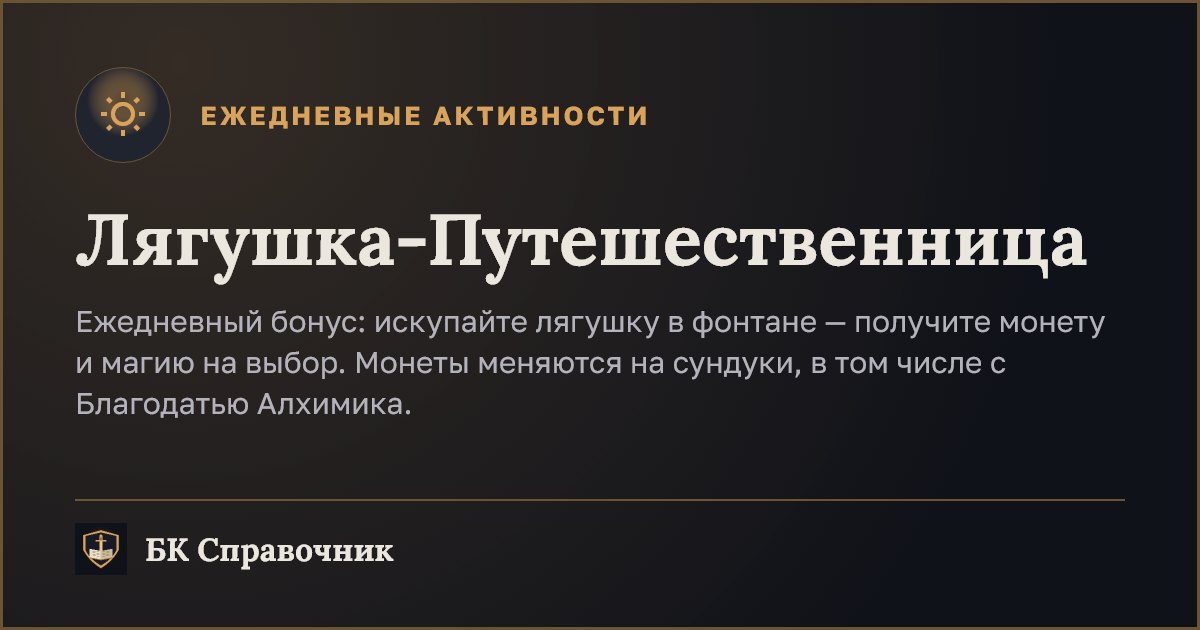 ЕЖЕДНЕВНЫЕ АКТИВНОСТИ
Лягушка-Путешественница
Ежедневный бонус: искупайте лягушку в фонтане — получите монету
и магию на выбор. Монеты меняются на сундуки, в том числе с
Благодатью Алхимика.
БК Справочник